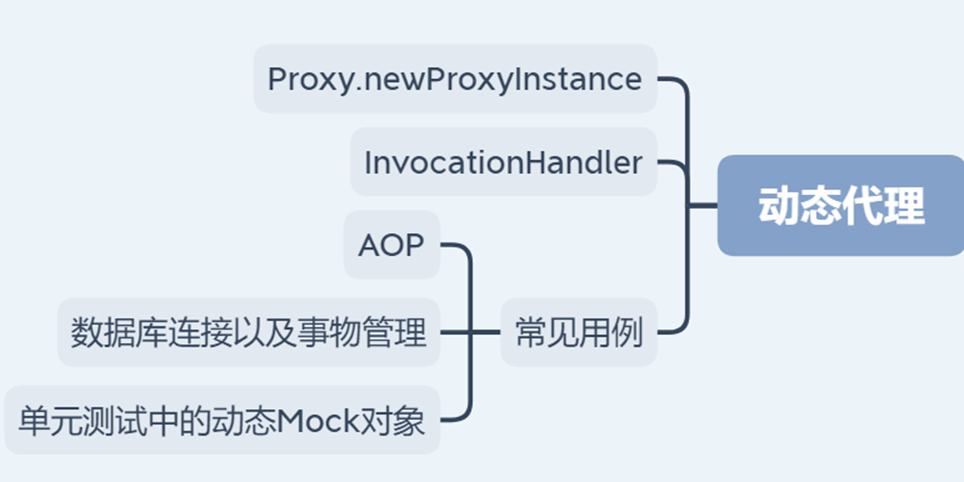 Proxy.newProxyInstance
InvocationHandler
动态代理
AOP
数据库连接以及事物管理
常见用例
单元测试中的动态Mock对象